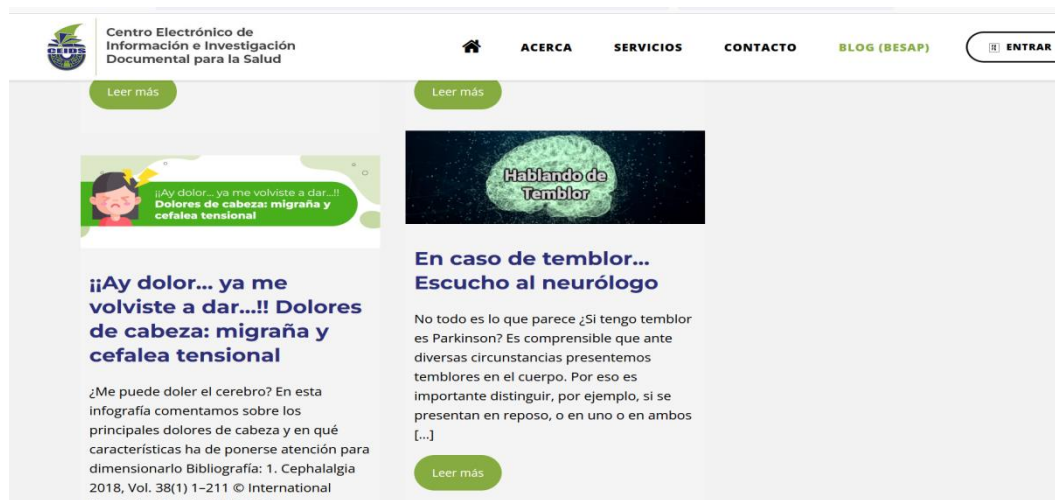 CEIDS
Centro Electrónico de
Información e Investigación
Documental para la Salud
ACERCA
SERVICIOS
CONTACTO
BLOG (BESAP)
ENTRAR
Leer más
Leer más
¡¡Ay dolor... ya me volviste a dar...!!
Dolores de cabeza: migraña y
cefalea tensional
¡¡Ay dolor... ya me
volviste a dar...!! Dolores
de cabeza: migraña y
cefalea tensional
¿Me puede doler el cerebro? En esta
infografía comentamos sobre los
principales dolores de cabeza y en qué
características ha de ponerse atención para
dimensionarlo Bibliografía: 1. Cephalalgia
2018, Vol. 38(1) 1–211 © International
Hablando de
Temblor
En caso de temblor...
Escucho al neurólogo
No todo es lo que parece ¿Si tengo temblor
es Parkinson? Es comprensible que ante
diversas circunstancias presentemos
temblores en el cuerpo. Por eso es
importante distinguir, por ejemplo, si se
presentan en reposo, o en uno o en ambos
[...]
Leer más